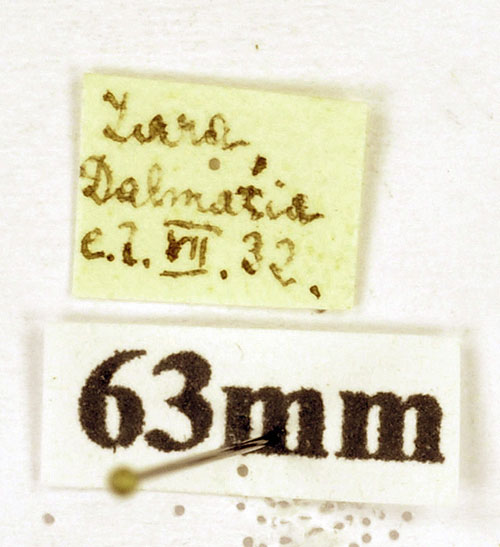 Zara,
Dalmatia
e.l. VII. 32.
63mm